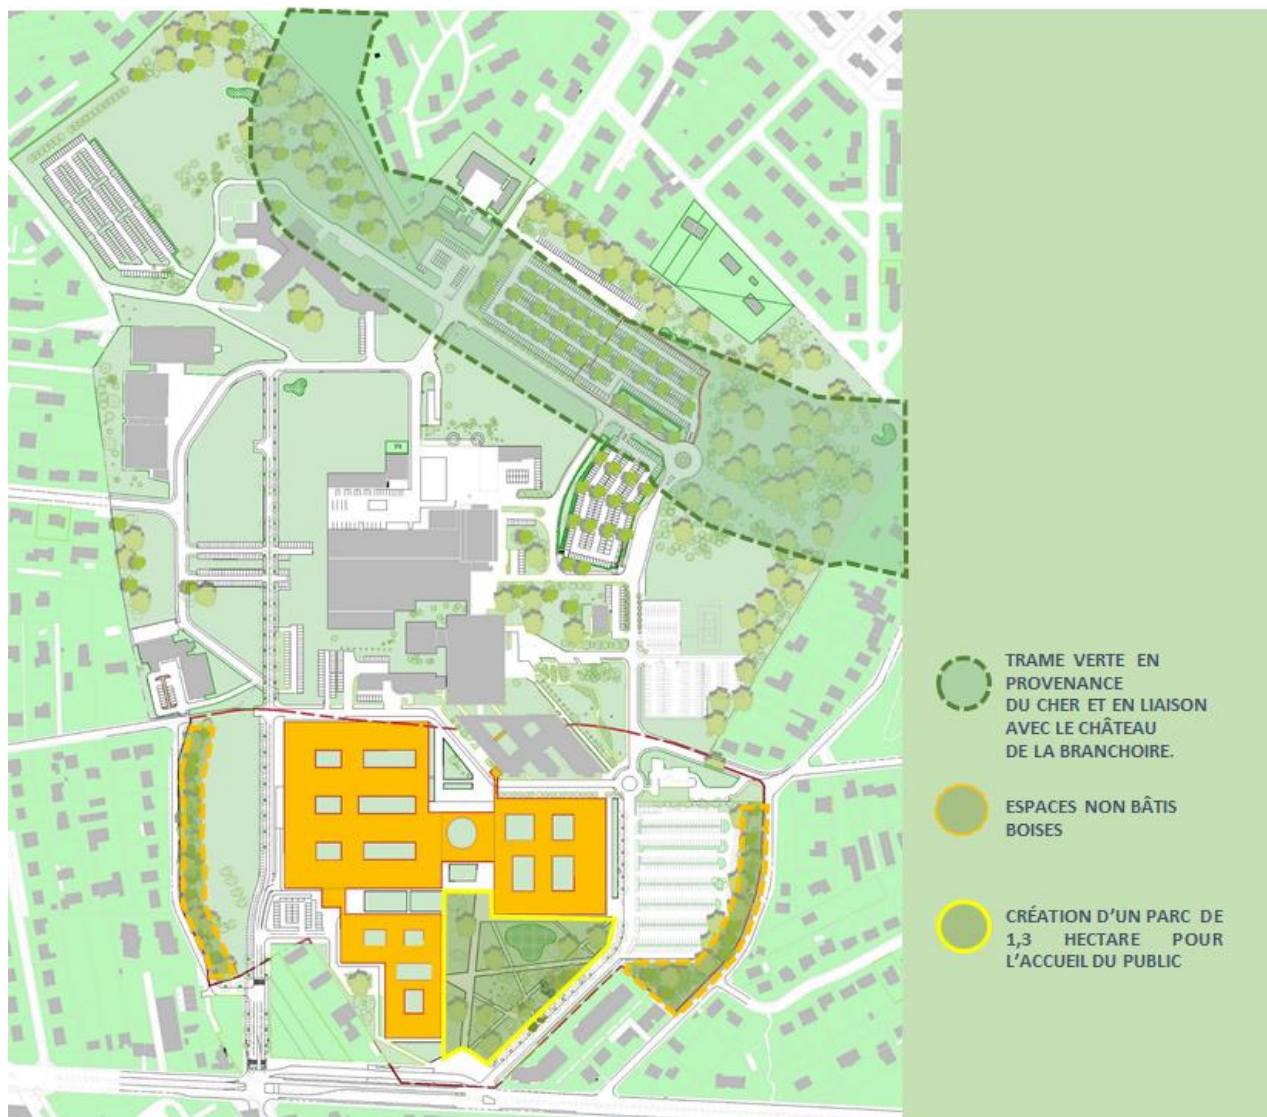 TRAME VERTE EN
PROVENANCE
DU CHER ET EN LIAISON
AVEC LE CHÂTEAU
DE LA BRANCHOIRE.
ESPACES NON BÂTIS
BOISES
CRÉATION D'UN PARC DE
1,3 HECTARE POUR
L'ACCUEIL DU PUBLIC